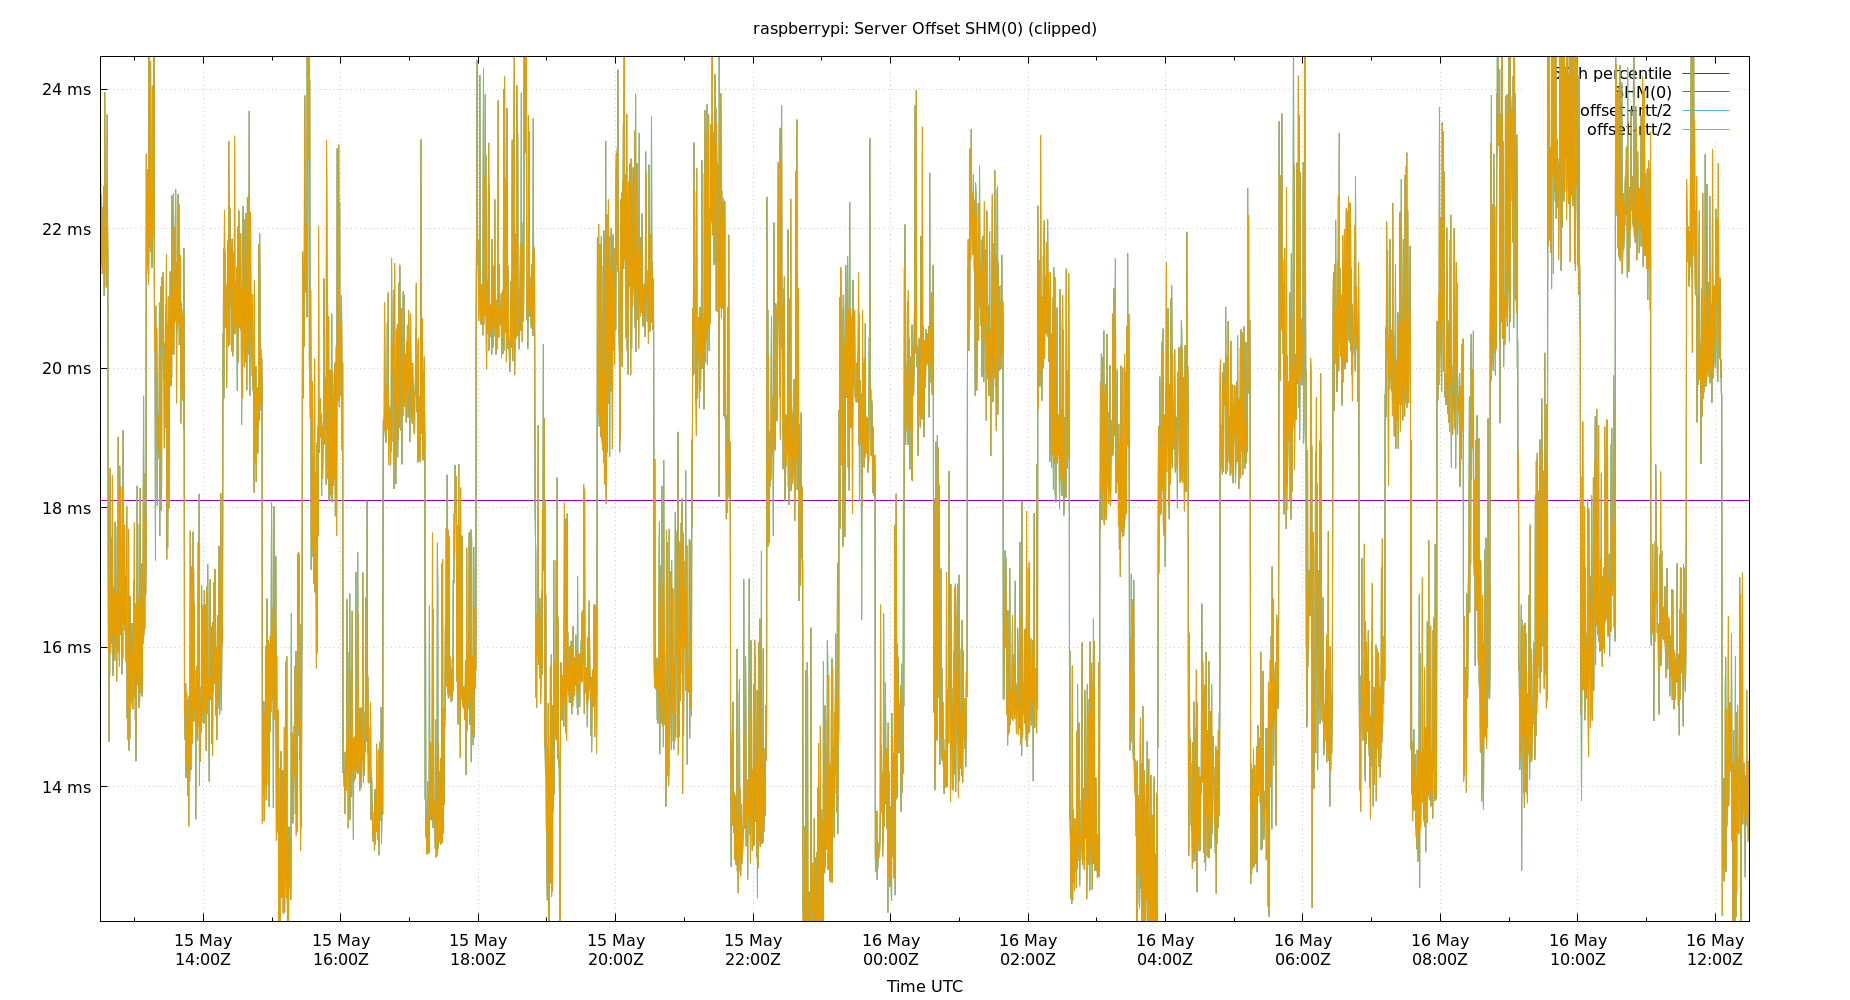 raspberrypi: Server Offset SHM(0) (clipped)
24 ms
22 ms
20 ms
18 ms
16 ms
14 ms
percentile
SHM(0)
offset+rtt/2
offset-rtt/2
15 May
14:00Z
15 May
16:00Z
15 May
18:00Z
15 May
20:00Z
15 May
22:00Z
16 May
00:00Z
16 May
02:00Z
16 May
04:00Z
16 May
06:00Z
16 May
08:00Z
16 May
10:00Z
16 May
12:00Z
Time UTC